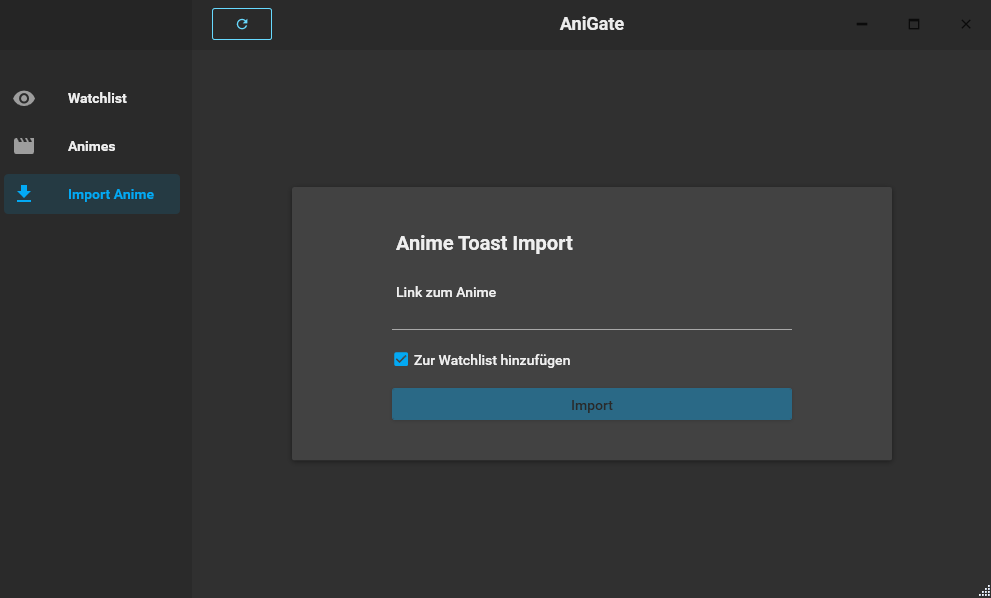 AniGate
Watchlist
Animes
Import Anime
Anime Toast Import
Link zum Anime
Zur Watchlist hinzufügen
Import